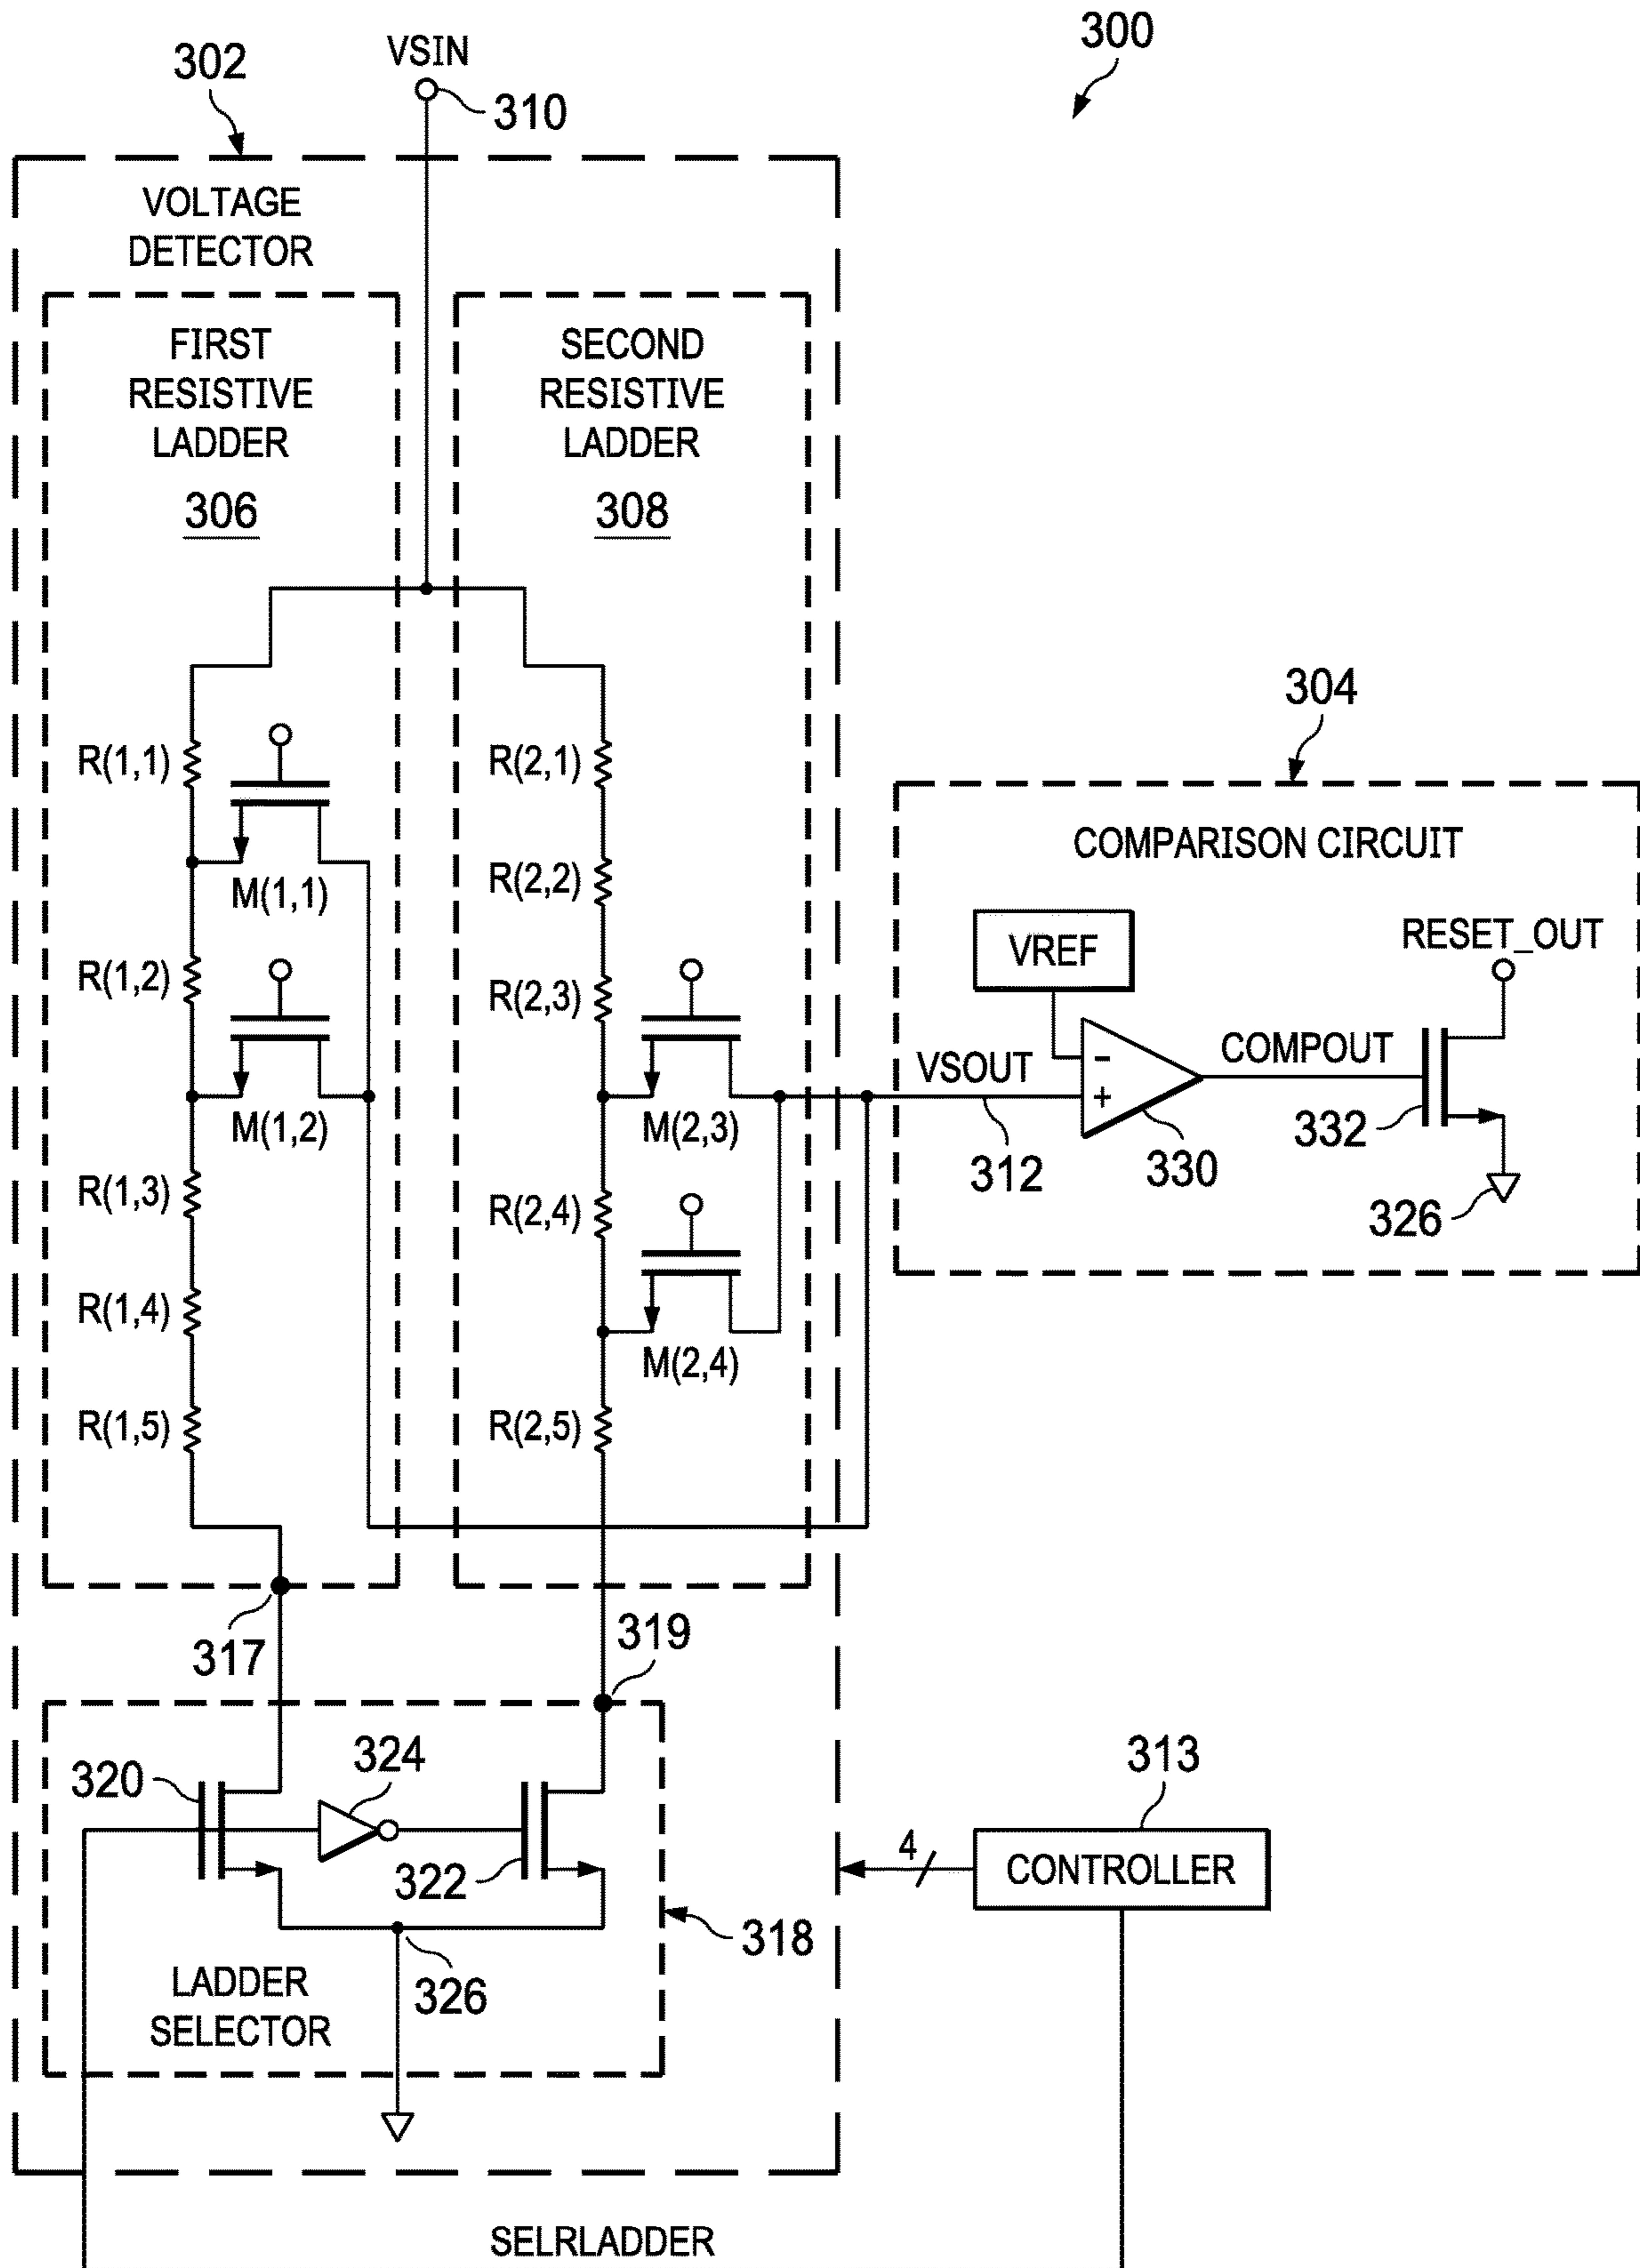 300
302
VSIN
310
VOLTAGE
DETECTOR
FIRST
RESISTIVE
LADDER
306
SECOND
RESISTIVE
LADDER
308
R(1,1)
M(1,1)
R(1,2)
M(1,2)
R(1,3)
R(1,4)
R(1,5)
R(2,1)
R(2,2)
R(2,3)
M(2,3)
R(2,4)
M(2,4)
R(2,5)
304
COMPARISON CIRCUIT
VREF
RESET_OUT
VSOUT
312
-
+
330
COMPOUT
332
326
317
319
320
324
322
326
318
LADDER
SELECTOR
4
313
CONTROLLER
SELRLADDER